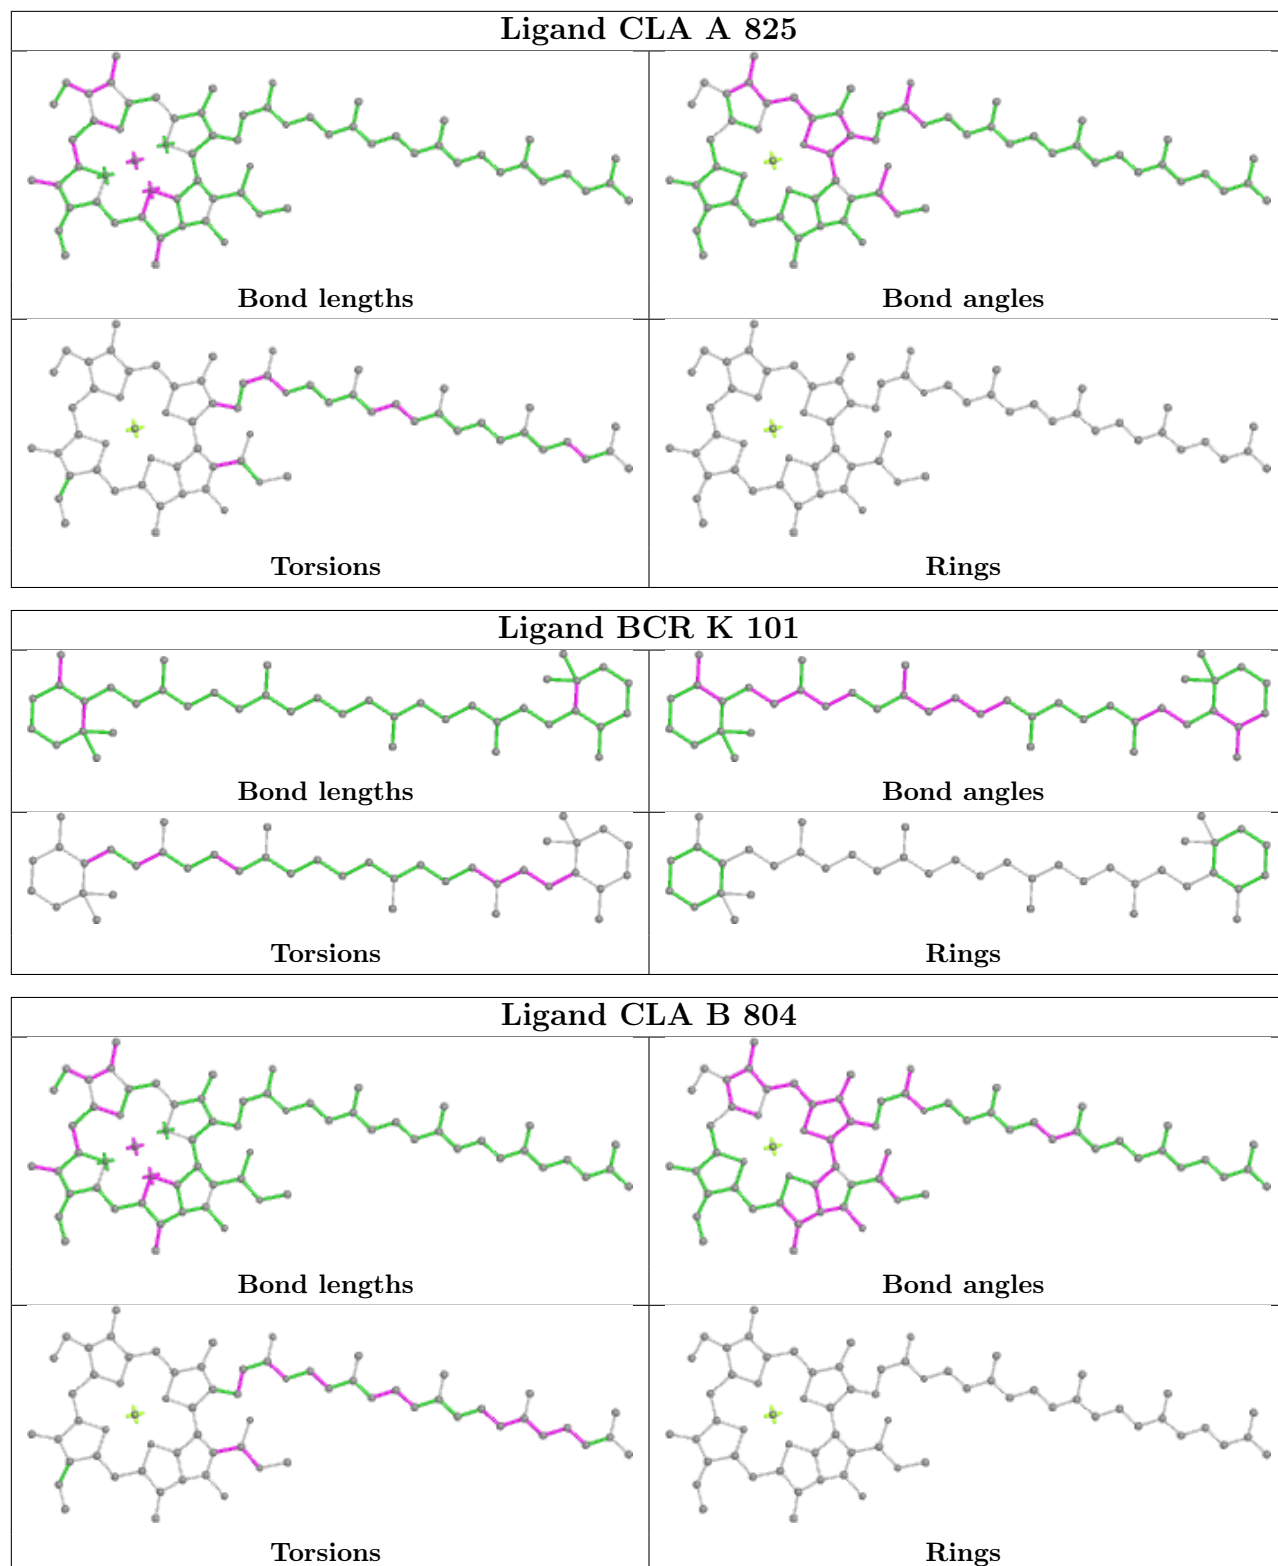 Ligand CLA A 825
Bond lengths
Bond angles
Torsions
Rings
Ligand BCR K 101
Bond lengths
Bond angles
Torsions
Rings
Ligand CLA B 804
Bond lengths
Bond angles
Torsions
Rings